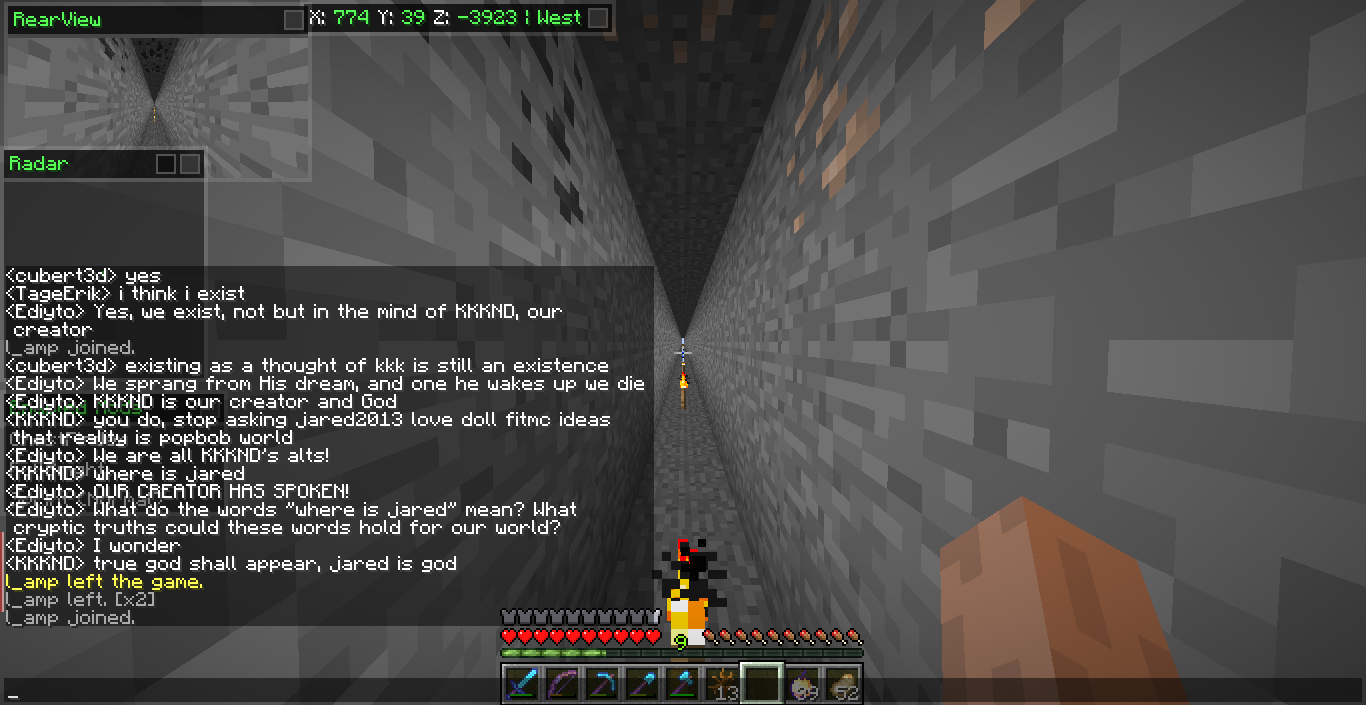 RearView
X: 774 Y: 39 Z: -3923 | West
Radar
<cubert3d> yes
<TageErik> i think i exist
<Ediyto> Yes, we exist, not but in the mind of KKKND, our
creator
l_amp joined.
<cubert3d> existing as a thought of kkk is still an existence
<Ediyto> We sprang from His dream, and one he wakes up we die
<Ediyto> KKKND is our creator and God
<KKKND> you do, stop asking jared2013 love doll fitmc ideas
that reality is popbob world
<Ediyto> We are all KKKND's alts!
<KKKND> where is jared
<Ediyto> OUR CREATOR HAS SPOKEN!
<Ediyto> What do the words "where is jared" mean? What
cryptic truths could these words hold for our world?
<Ediyto> I wonder
<KKKND> true god shall appear, jared is god
l_amp left the game.
l_amp left. [x2]
l_amp joined.
9
13
52
_